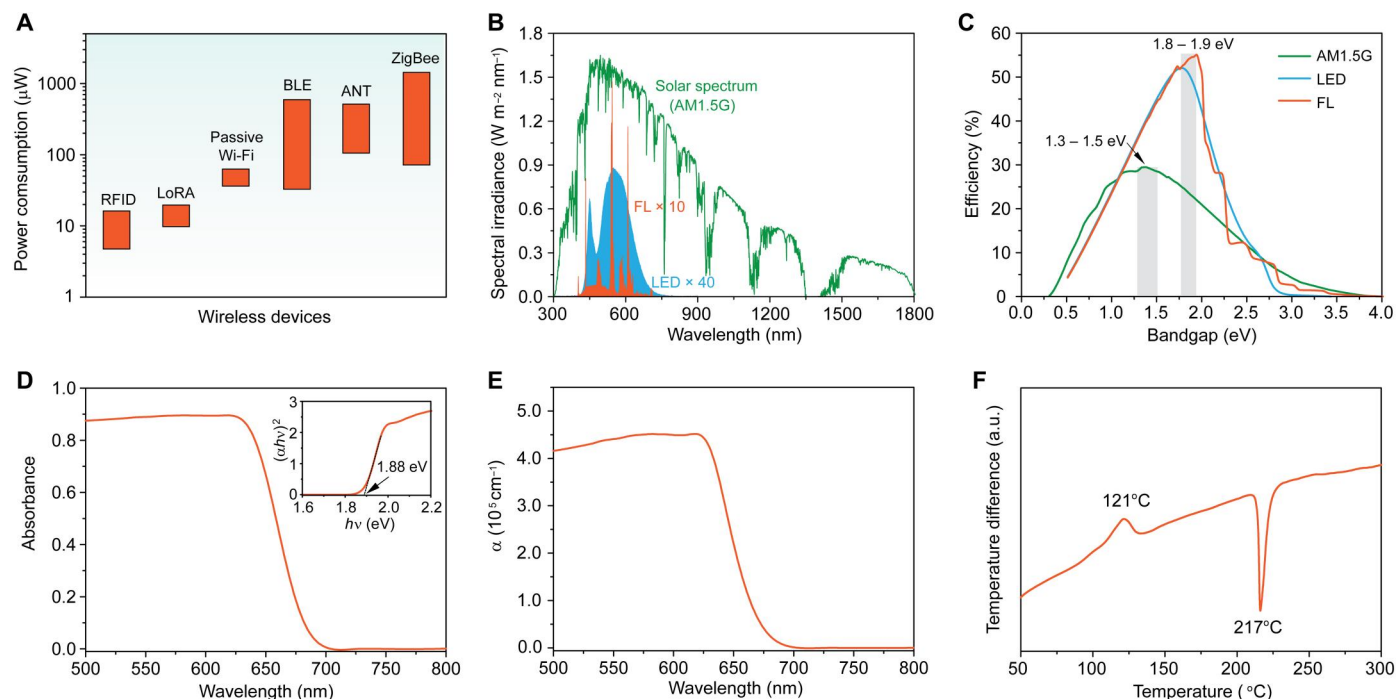 A
Power comsumption (μW)
1000
100
10
1
RFID
LoRA
Passive
Wi-Fi
BLE
ANT
ZigBee
Wireless devices
B
Spectral irradiance (W m⁻² nm⁻¹)
1.8
1.5
1.2
0.9
0.6
0.3
0.0
Solar spectrum
(AM1.5G)
FL × 10
LED × 40
300 600 900 1200 1500 1800
Wavelength (nm)
C
Efficiency (%)
60
50
40
30
20
10
0
1.8 – 1.9 eV
1.3 – 1.5 eV
AM1.5G
LED
FL
0.0 0.5 1.0 1.5 2.0 2.5 3.0 3.5 4.0
Bandgap (eV)
D
Absorbance
1.0
0.8
0.6
0.4
0.2
0.0
500 550 600 650 700 750 800
Wavelength (nm)
(αhν)²
3
2
1
0
1.88 eV
1.6 1.8 2.0 2.2
hν (eV)
E
α (10⁵ cm⁻¹)
5.0
4.0
3.0
2.0
1.0
0.0
500 550 600 650 700 750 800
Wavelength (nm)
F
Temperature difference (a.u.)
121°C
217°C
50 100 150 200 250 300
Temperature (°C)